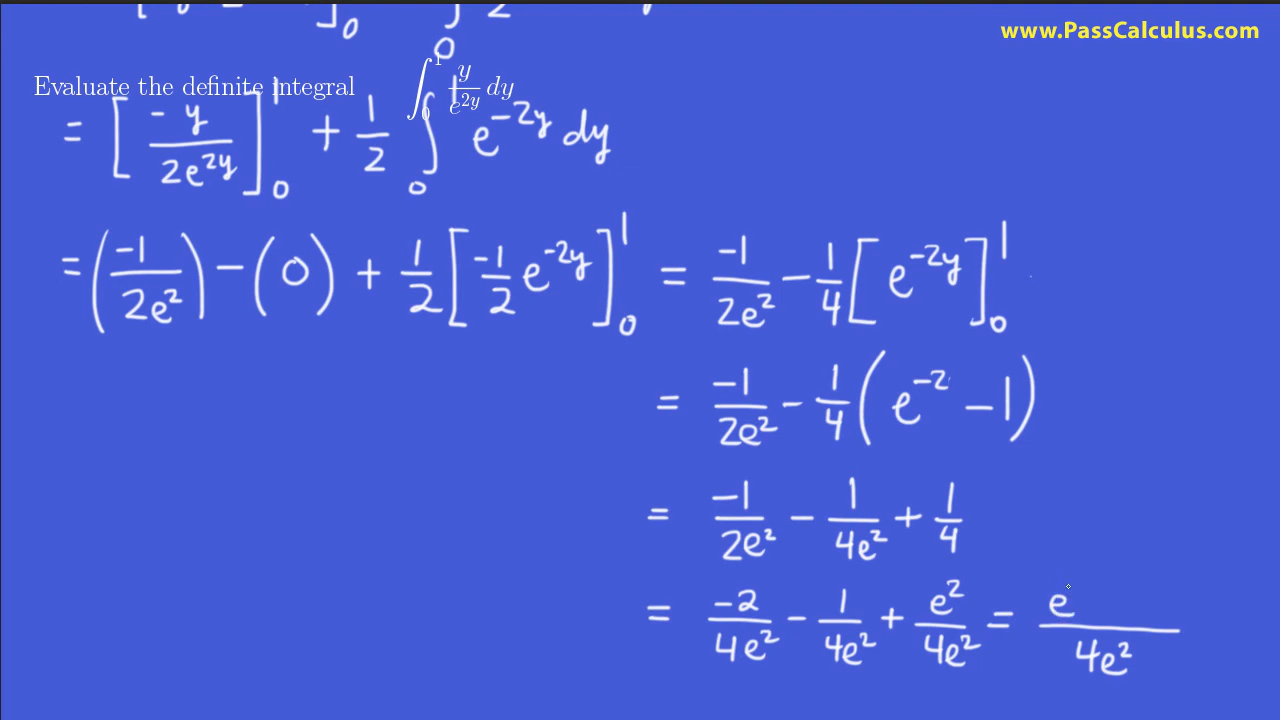 www.PassCalculus.com
Evaluate the definite integral ∫₀¹ y/e^{2y} dy
= [-y/2e^{2y}]₀¹ + 1/2 ∫₀¹ e^{-2y} dy
= (-1/2e²) - (0) + 1/2 [-1/2 e^{-2y}]₀¹ = -1/2e² - 1/4 [e^{-2y}]₀¹
= -1/2e² - 1/4 (e^{-2} - 1)
= -1/2e² - 1/4e² + 1/4
= -2/4e² - 1/4e² + e²/4e² = e/4e²